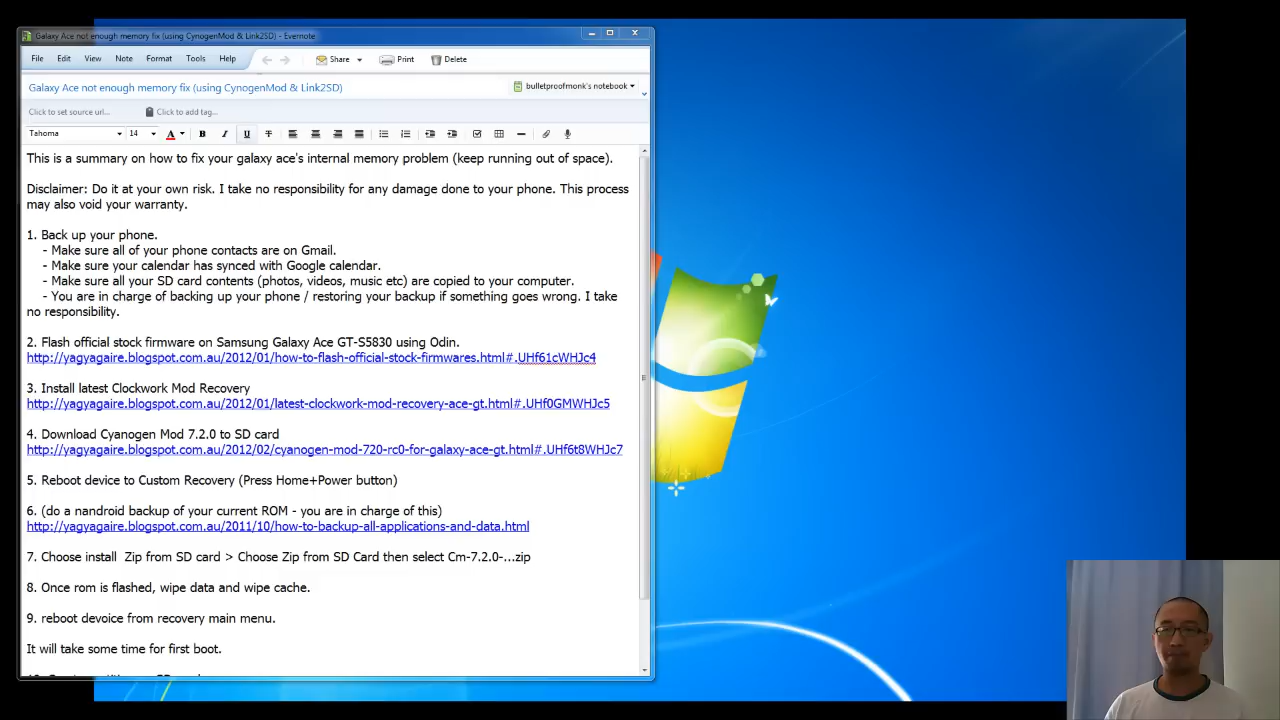 Galaxy Ace not enough memory fix (using CynogenMod & Link2SD) - Evernote
File Edit View Note Format Tools Help Share Print Delete
Galaxy Ace not enough memory fix (using CynogenMod & Link2SD) bulletproofmonk's notebook
Click to set source url... Click to add tag...
Tahoma 14 A B I U T
This is a summary on how to fix your galaxy ace's internal memory problem (keep running out of space).
Disclaimer: Do it at your own risk. I take no responsibility for any damage done to your phone. This process
may also void your warranty.
1. Back up your phone.
- Make sure all of your phone contacts are on Gmail.
- Make sure your calendar has synced with Google calendar.
- Make sure all your SD card contents (photos, videos, music etc) are copied to your computer.
- You are in charge of backing up your phone / restoring your backup if something goes wrong. I take
no responsibility.
2. Flash official stock firmware on Samsung Galaxy Ace GT-S5830 using Odin.
http://yagyagaire.blogspot.com.au/2012/01/how-to-flash-official-stock-firmwares.html#.UHf61cWHJc4
3. Install latest Clockwork Mod Recovery
http://yagyagaire.blogspot.com.au/2012/01/latest-clockwork-mod-recovery-ace-gt.html#.UHf0GMWHJc5
4. Download Cyanogen Mod 7.2.0 to SD card
http://yagyagaire.blogspot.com.au/2012/02/cyanogen-mod-720-rc0-for-galaxy-ace-gt.html#.UHf6t8WHJc7
5. Reboot device to Custom Recovery (Press Home+Power button)
6. (do a nandroid backup of your current ROM - you are in charge of this)
http://yagyagaire.blogspot.com.au/2011/10/how-to-backup-all-applications-and-data.html
7. Choose install Zip from SD card > Choose Zip from SD Card then select Cm-7.2.0-...zip
8. Once rom is flashed, wipe data and wipe cache.
9. reboot devoice from recovery main menu.
It will take some time for first boot.